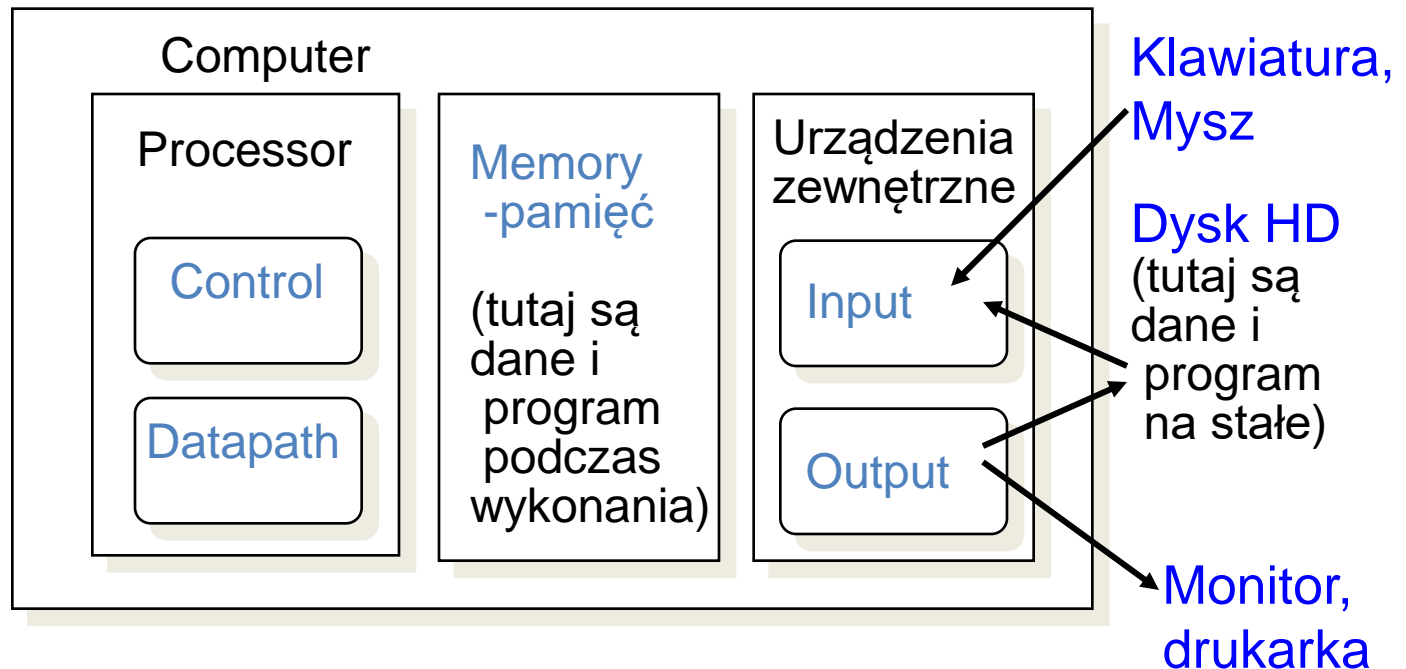 Computer
Processor
Control
Datapath
Memory
-pamięć
(tutaj są
dane i
program
podczas
wykonania)
Urządzenia
zewnętrzne
Input
Output
Klawiatura,
Mysz
Dysk HD
(tutaj są
dane i
program
na stałe)
Monitor,
drukarka